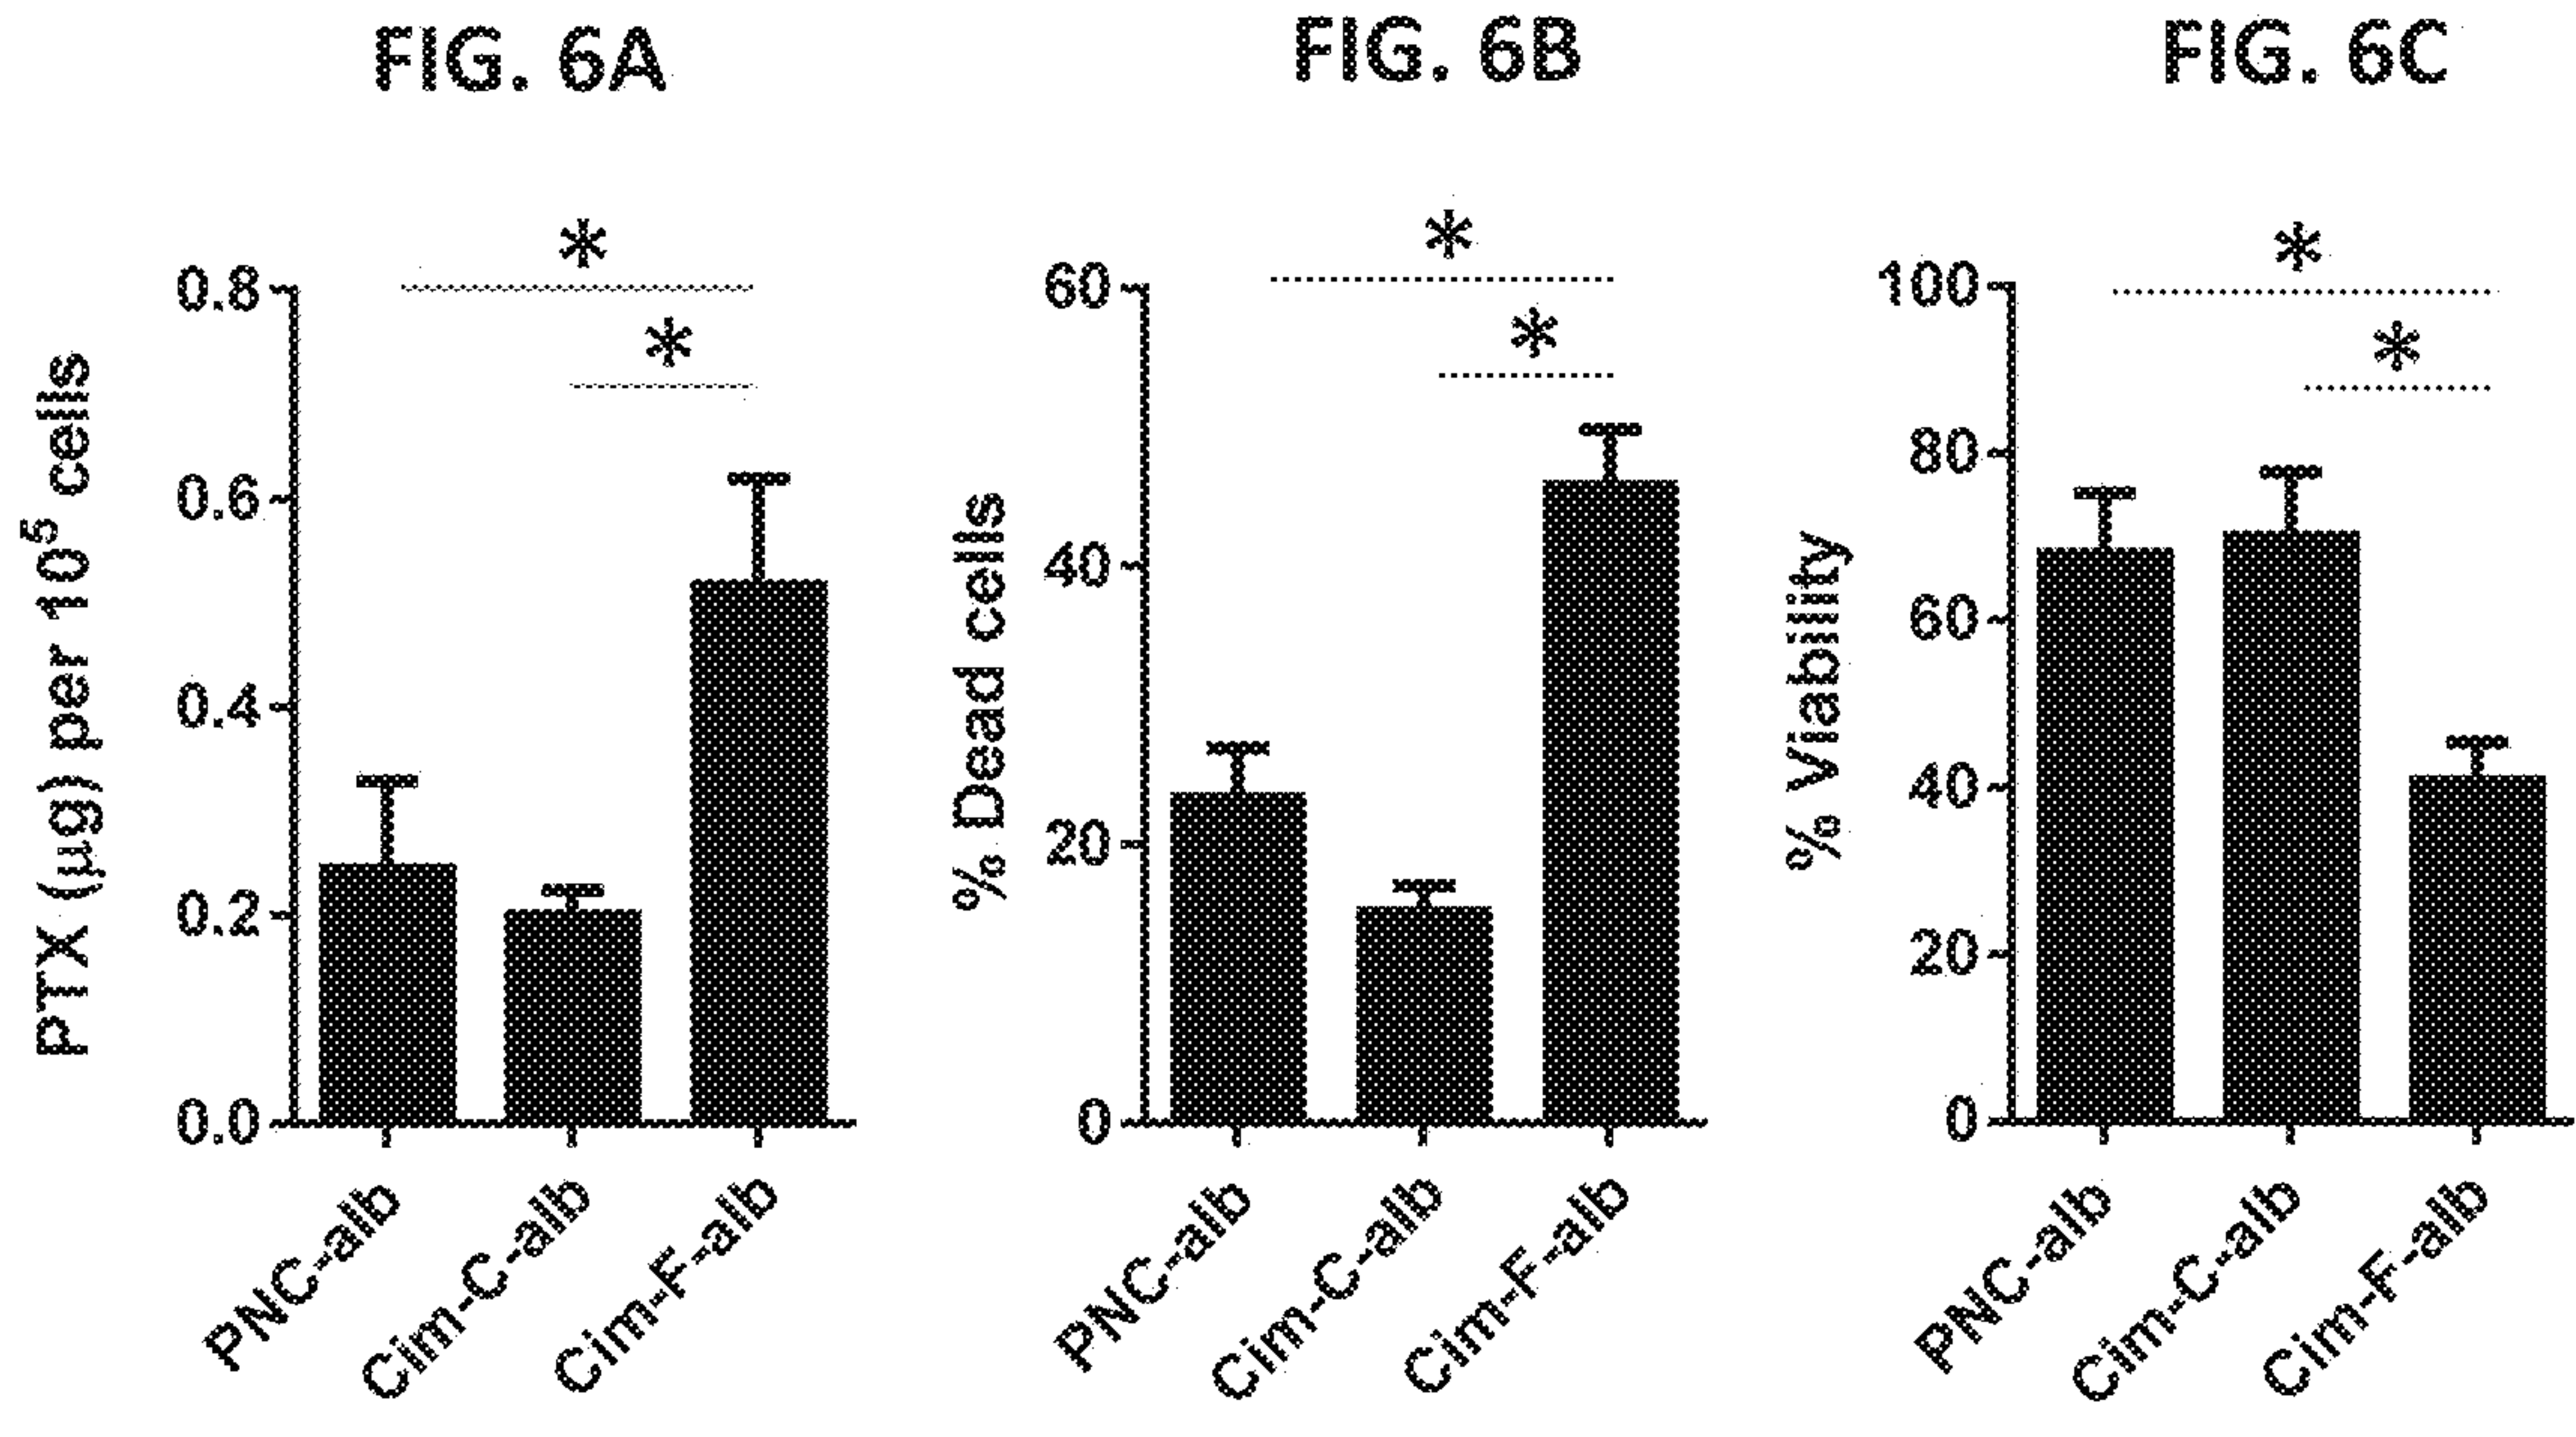 FIG. 6A
PTX (µg) per 10⁵ cells
*
*
0.8
0.6
0.4
0.2
0.0
PNC-alb
Cim-C-alb
Cim-F-alb
FIG. 6B
% Dead cells
*
*
60
40
20
0
PNC-alb
Cim-C-alb
Cim-F-alb
FIG. 6C
% Viability
*
*
100
80
60
40
20
0
PNC-alb
Cim-C-alb
Cim-F-alb